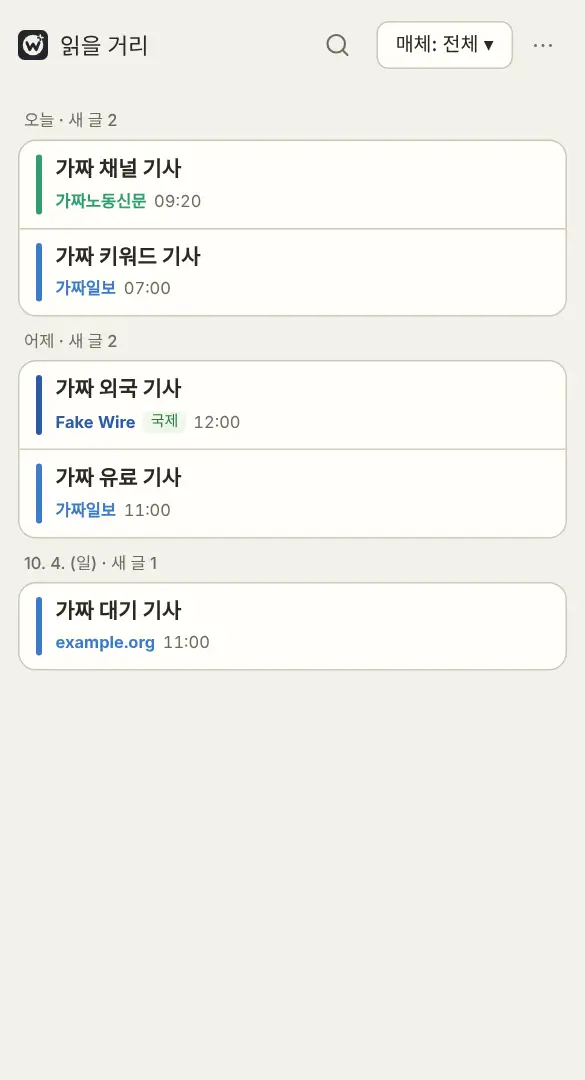 읽을 거리
매체: 전체 ▾
오늘 · 새 글 2
가짜 채널 기사
가짜노동신문 09:20
가짜 키워드 기사
가짜일보 07:00
어제 · 새 글 2
가짜 외국 기사
Fake Wire 국제 12:00
가짜 유료 기사
가짜일보 11:00
10. 4. (일) · 새 글 1
가짜 대기 기사
example.org 11:00